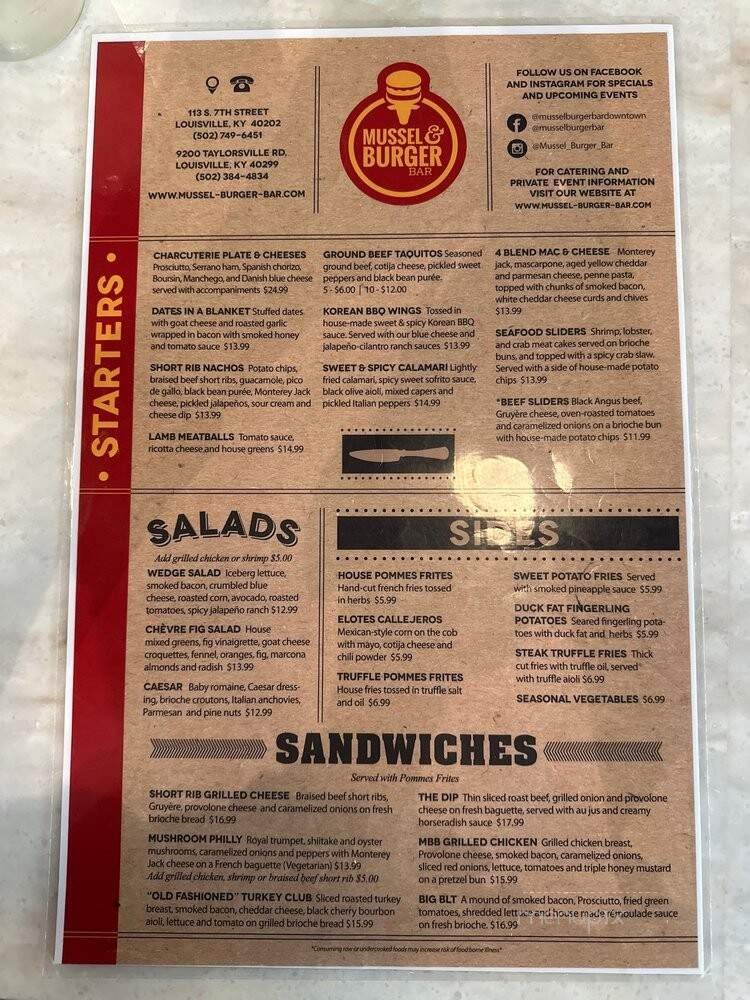 113 S. 7TH STREET
LOUISVILLE, KY 40202
(502) 749-6451
9200 TAYLORSVILLE RD.
LOUISVILLE, KY 40299
(502) 384-4834
WWW.MUSSEL-BURGER-BAR.COM
MUSSEL &
BURGER
BAR
FOLLOW US ON FACEBOOK
AND INSTAGRAM FOR SPECIALS
AND UPCOMING EVENTS
@musselburgerbardowntown
@musselburgerbar
@Mussel_Burger_Bar
FOR CATERING AND
PRIVATE EVENT INFORMATION
VISIT OUR WEBSITE AT
WWW.MUSSEL-BURGER-BAR.COM
• STARTERS •
CHARCUTERIE PLATE & CHEESES
Prosciutto, Serrano ham, Spanish chorizo,
Boursin, Manchego, and Danish blue cheese
served with accompaniments $24.99
DATES IN A BLANKET Stuffed dates
with goat cheese and roasted garlic
wrapped in bacon with smoked honey
and tomato sauce $13.99
SHORT RIB NACHOS Potato chips,
braised beef short ribs, guacamole, pico
de gallo, black bean purée, Monterey Jack
cheese, pickled jalapeños, sour cream and
cheese dip $13.99
LAMB MEATBALLS Tomato sauce,
ricotta cheese,and house greens $14.99
GROUND BEEF TAQUITOS Seasoned
ground beef, cotija cheese, pickled sweet
peppers and black bean purée.
5 - $6.00 | 10 - $12.00
KOREAN BBQ WINGS Tossed in
house-made sweet & spicy Korean BBQ
sauce. Served with our blue cheese and
jalapeño-cilantro ranch sauces $13.99
SWEET & SPICY CALAMARI Lightly
fried calamari, spicy sweet sofrito sauce,
black olive aioli, mixed capers and
pickled Italian peppers $14.99
4 BLEND MAC & CHEESE Monterey
jack, mascarpone, aged yellow cheddar
and parmesan cheese, penne pasta,
topped with chunks of smoked bacon,
white cheddar cheese curds and chives
$13.99
SEAFOOD SLIDERS Shrimp, lobster,
and crab meat cakes served on brioche
buns, and topped with a spicy crab slaw.
Served with a side of house-made potato
chips $13.99
*BEEF SLIDERS Black Angus beef,
Gruyère cheese, oven-roasted tomatoes
and caramelized onions on a brioche bun
with house-made potato chips $11.99
SALADS
Add grilled chicken or shrimp $5.00
WEDGE SALAD Iceberg lettuce,
smoked bacon, crumbled blue
cheese, roasted corn, avocado, roasted
tomatoes, spicy jalapeño ranch $12.99
CHÈVRE FIG SALAD House
mixed greens, fig vinaigrette, goat cheese
croquettes, fennel, oranges, fig, marcona
almonds and radish $13.99
CAESAR Baby romaine, Caesar dress-
ing, brioche croutons, Italian anchovies,
Parmesan and pine nuts $12.99
SIDES
HOUSE POMMES FRITES
Hand-cut french fries tossed
in herbs $5.99
ELOTES CALLEJEROS
Mexican-style corn on the cob
with mayo, cotija cheese and
chili powder $5.99
TRUFFLE POMMES FRITES
House fries tossed in truffle salt
and oil $6.99
SWEET POTATO FRIES Served
with smoked pineapple sauce $5.99
DUCK FAT FINGERLING
POTATOES Seared fingerling pota-
toes with duck fat and herbs $5.99
STEAK TRUFFLE FRIES Thick
cut fries with truffle oil, served
with truffle aioli $6.99
SEASONAL VEGETABLES $6.99
SANDWICHES
Served with Pommes Frites
SHORT RIB GRILLED CHEESE Braised beef short ribs,
Gruyère, provolone cheese and caramelized onions on fresh
brioche bread $16.99
MUSHROOM PHILLY Royal trumpet, shiitake and oyster
mushrooms, caramelized onions and peppers with Monterey
Jack cheese on a French baguette (Vegetarian) $13.99
Add grilled chicken, shrimp or braised beef short rib $5.00
"OLD FASHIONED" TURKEY CLUB Sliced roasted turkey
breast, smoked bacon, cheddar cheese, black cherry bourbon
aioli, lettuce and tomato on grilled brioche bread $15.99
THE DIP Thin sliced roast beef, grilled onion and provolone
cheese on fresh baguette, served with au jus and creamy
horseradish sauce $17.99
MBB GRILLED CHICKEN Grilled chicken breast,
Provolone cheese, smoked bacon, caramelized onions,
sliced red onions, lettuce, tomatoes and triple honey mustard
on a pretzel bun $15.99
BIG BLT A mound of smoked bacon, Prosciutto, fried green
tomatoes, shredded lettuce and house made rémoulade sauce
on fresh brioche. $16.99
*Consuming raw or undercooked foods may increase risk of food borne illness*